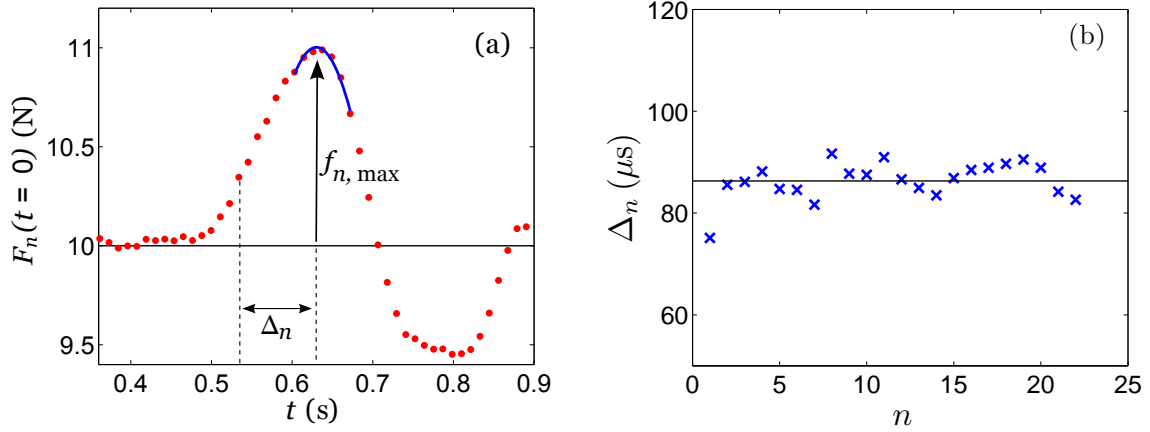 (a)
F_n(t = 0) (N)
11
10.5
10
9.5
f_{n, max}
Δ_n
0.4 0.5 0.6 0.7 0.8 0.9
t (s)
(b)
Δ_n (μs)
120
100
80
60
0 5 10 15 20 25
n